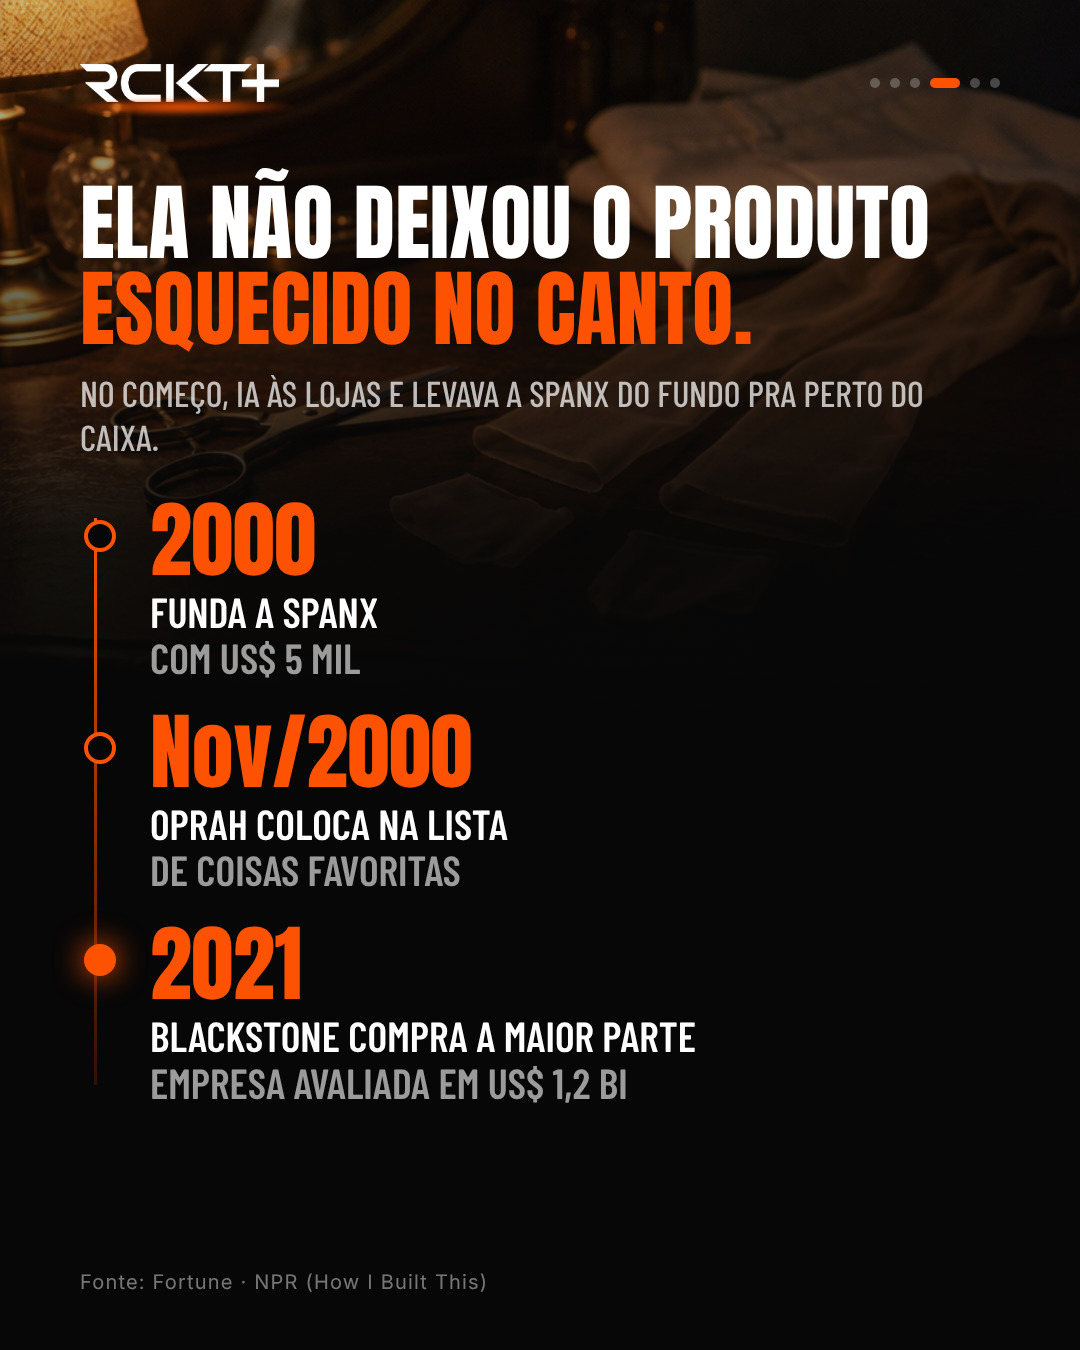 RCKT+
ELA NÃO DEIXOU O PRODUTO
ESQUECIDO NO CANTO.
NO COMEÇO, IA ÀS LOJAS E LEVAVA A SPANX DO FUNDO PRA PERTO DO
CAIXA.
2000
FUNDA A SPANX
COM US$ 5 MIL
Nov/2000
OPRAH COLOCA NA LISTA
DE COISAS FAVORITAS
2021
BLACKSTONE COMPRA A MAIOR PARTE
EMPRESA AVALIADA EM US$ 1,2 BI
Fonte: Fortune · NPR (How I Built This)